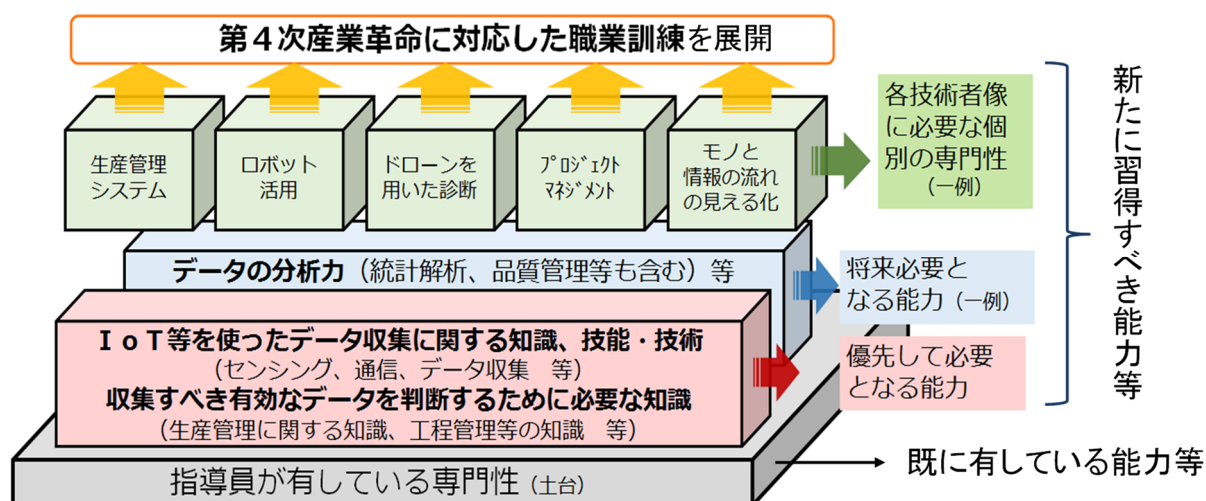 第４次産業革命に対応した職業訓練を展開
生産管理
システム
ロボット
活用
ドローンを
用いた診断
ﾌﾟﾛｼﾞｪｸﾄ
ﾏﾈｼﾞﾒﾝﾄ
モノと
情報の流れ
の見える化
各技術者像
に必要な個
別の専門性
（一例）
データの分析力（統計解析、品質管理等も含む）等
将来必要と
なる能力（一例）
ＩｏＴ等を使ったデータ収集に関する知識、技能・技術
（センシング、通信、データ収集　等）
収集すべき有効なデータを判断するために必要な知識
（生産管理に関する知識、工程管理等の知識　等）
優先して必要
となる能力
新たに習得すべき能力等
指導員が有している専門性（土台）
既に有している能力等